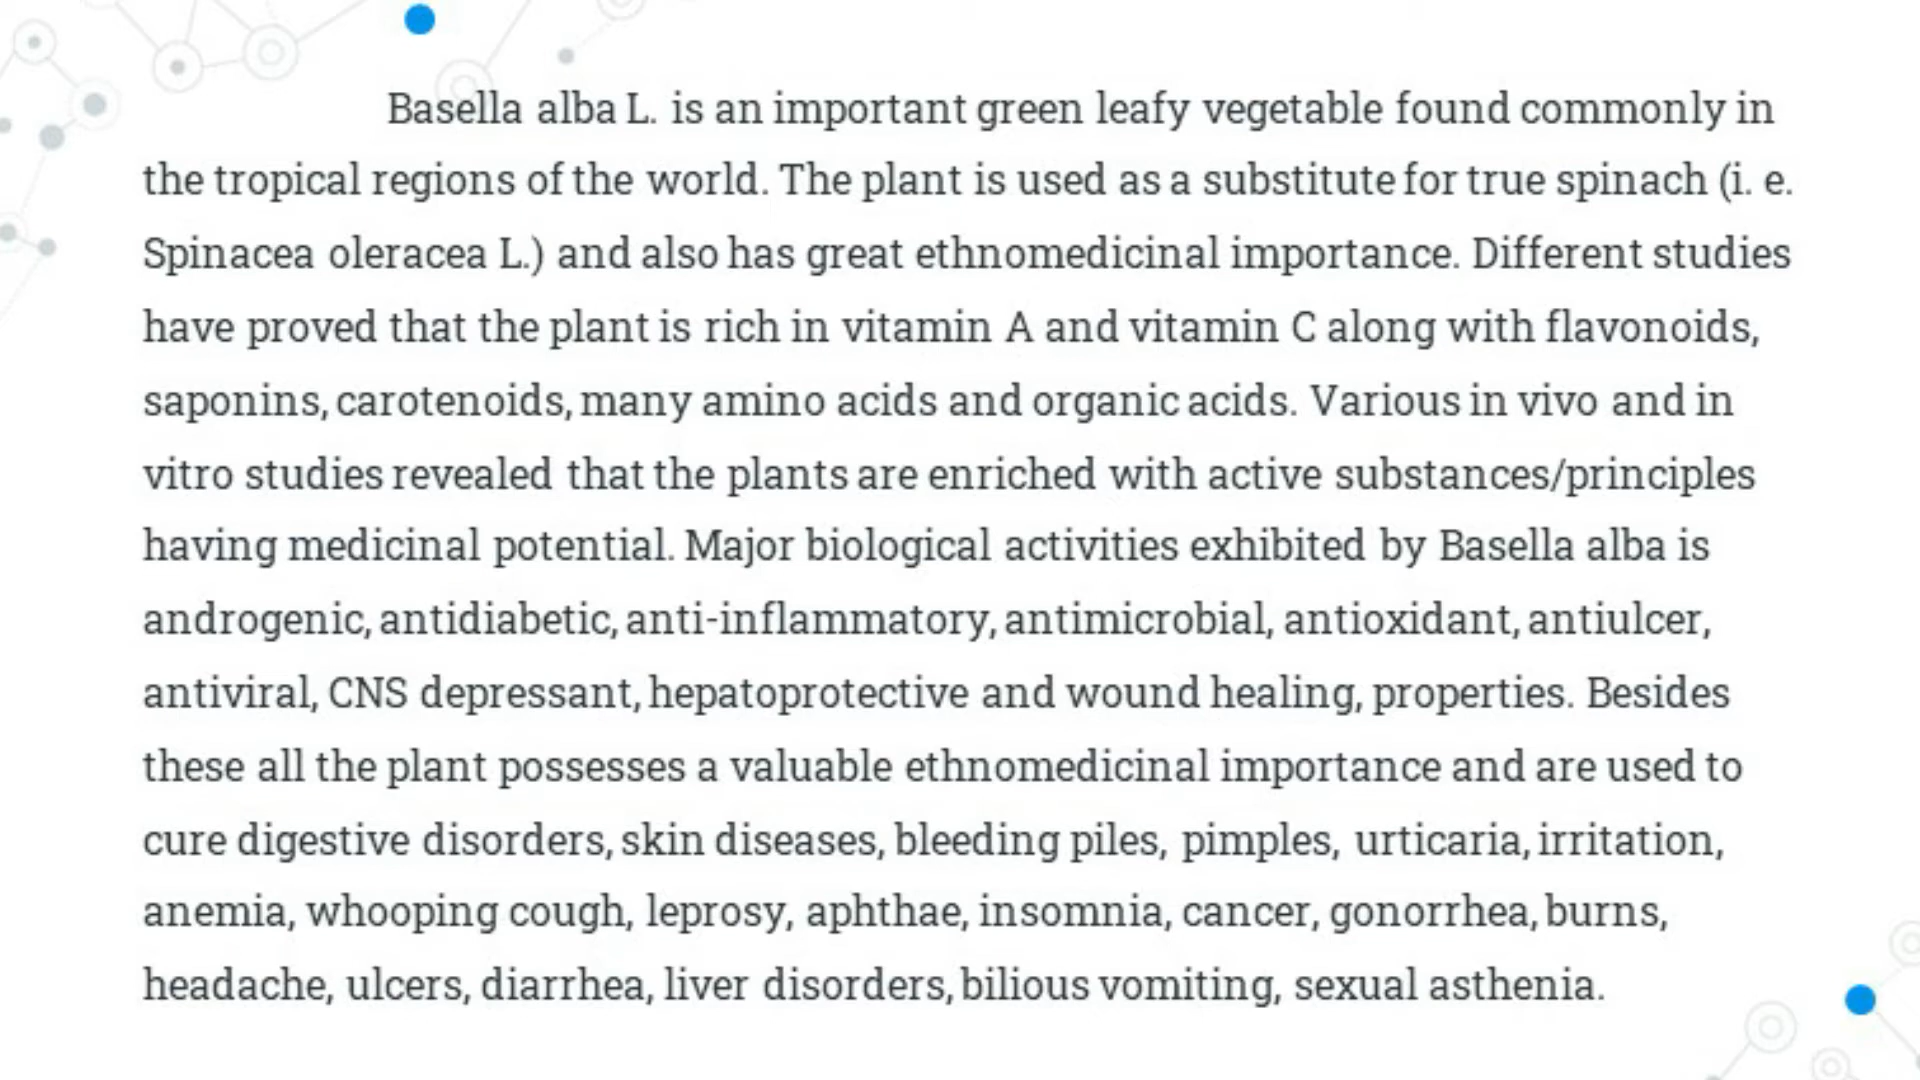 Basella alba L. is an important green leafy vegetable found commonly in
the tropical regions of the world. The plant is used as a substitute for true spinach (i. e.
Spinacea oleracea L.) and also has great ethnomedicinal importance. Different studies
have proved that the plant is rich in vitamin A and vitamin C along with flavonoids,
saponins, carotenoids, many amino acids and organic acids. Various in vivo and in
vitro studies revealed that the plants are enriched with active substances/principles
having medicinal potential. Major biological activities exhibited by Basella alba is
androgenic, antidiabetic, anti-inflammatory, antimicrobial, antioxidant, antiulcer,
antiviral, CNS depressant, hepatoprotective and wound healing, properties. Besides
these all the plant possesses a valuable ethnomedicinal importance and are used to
cure digestive disorders, skin diseases, bleeding piles, pimples, urticaria, irritation,
anemia, whooping cough, leprosy, aphthae, insomnia, cancer, gonorrhea, burns,
headache, ulcers, diarrhea, liver disorders, bilious vomiting, sexual asthenia.